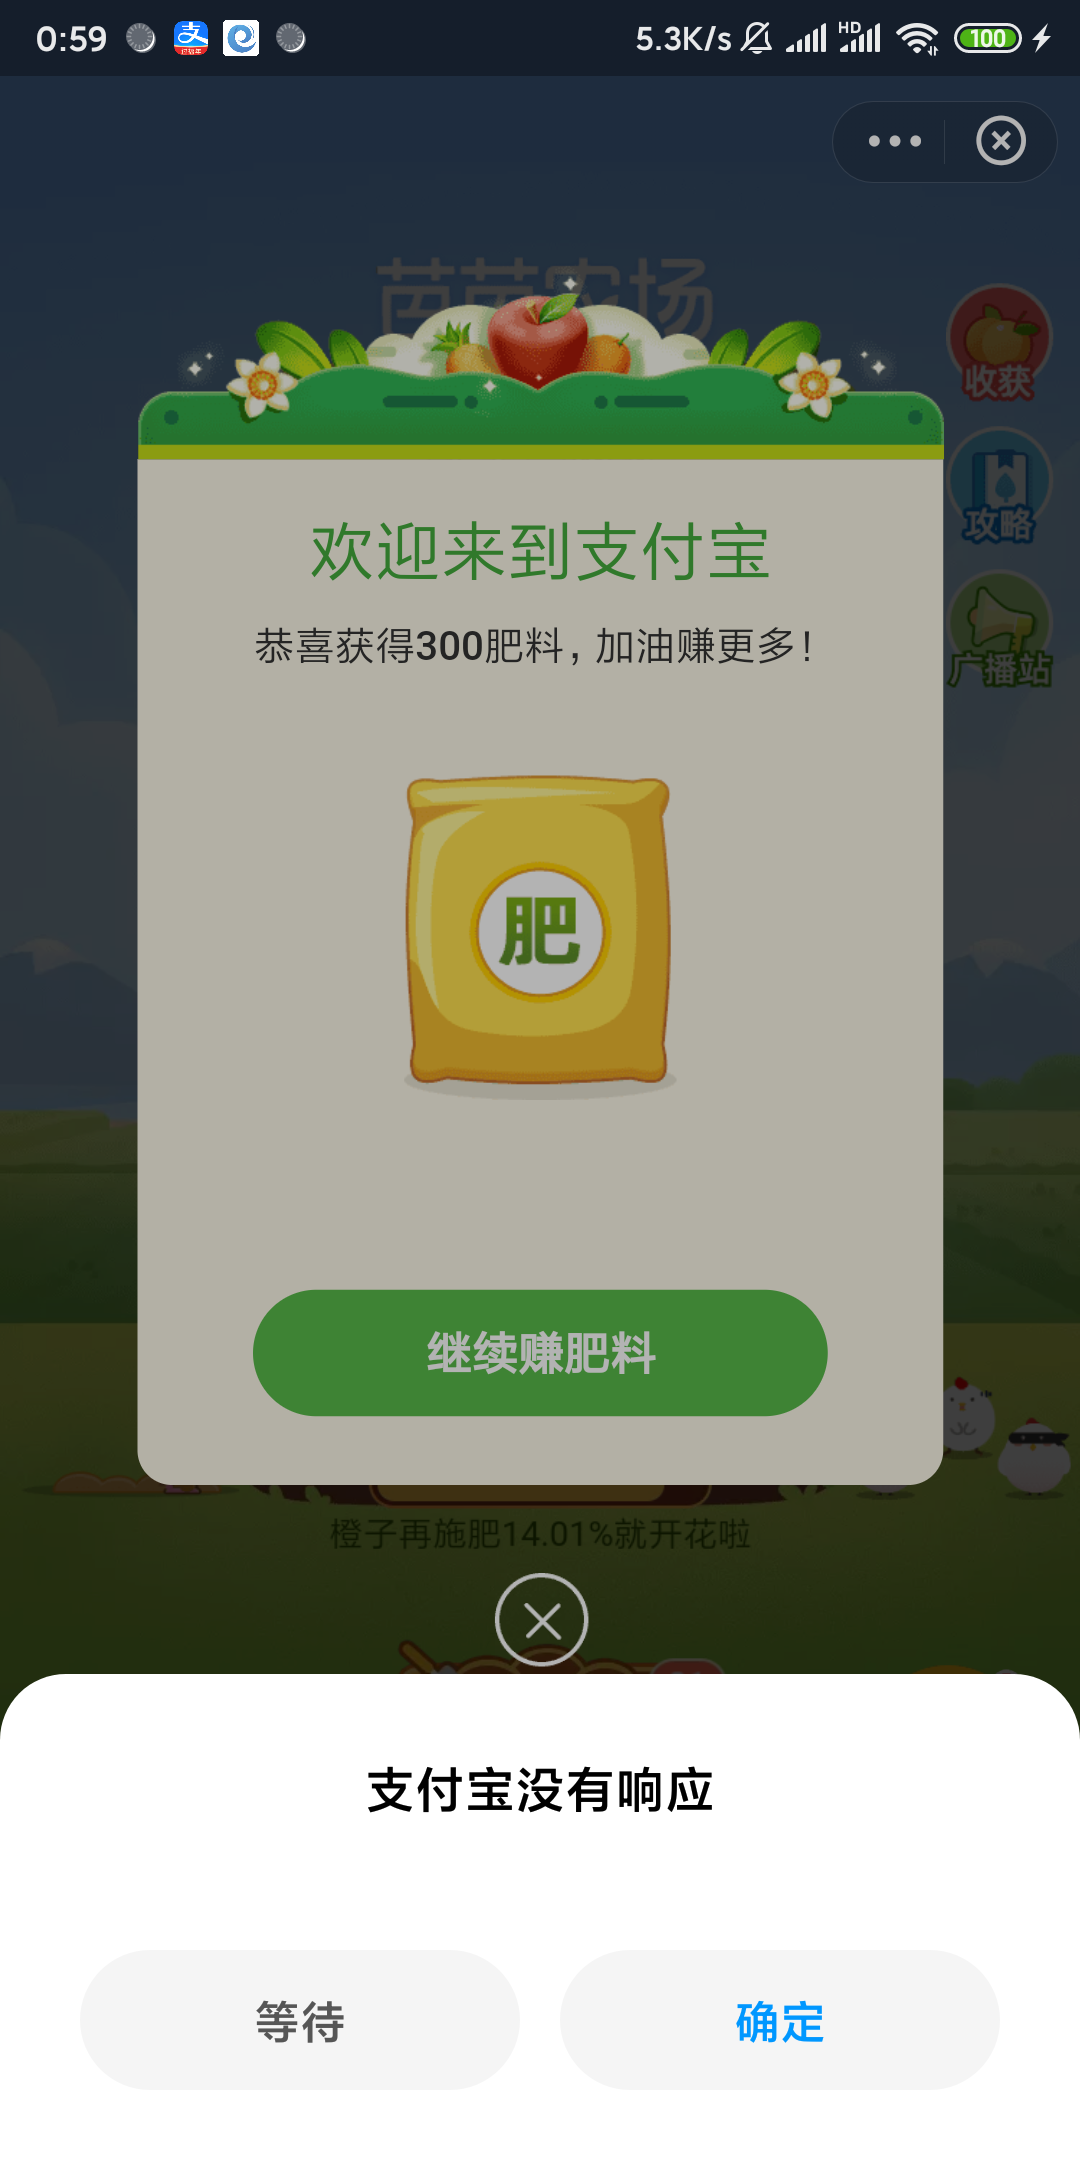 0:59
5.3K/s
HD
100
芭芭农场
收获
攻略
广播站
欢迎来到支付宝
恭喜获得300肥料，加油赚更多！
肥
继续赚肥料
橙子再施肥14.01%就开花啦
支付宝没有响应
等待
确定